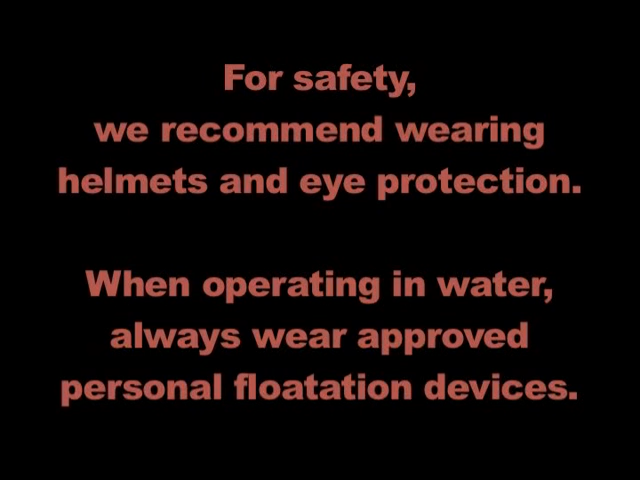 For safety,
we recommend wearing
helmets and eye protection.
When operating in water,
always wear approved
personal floatation devices.